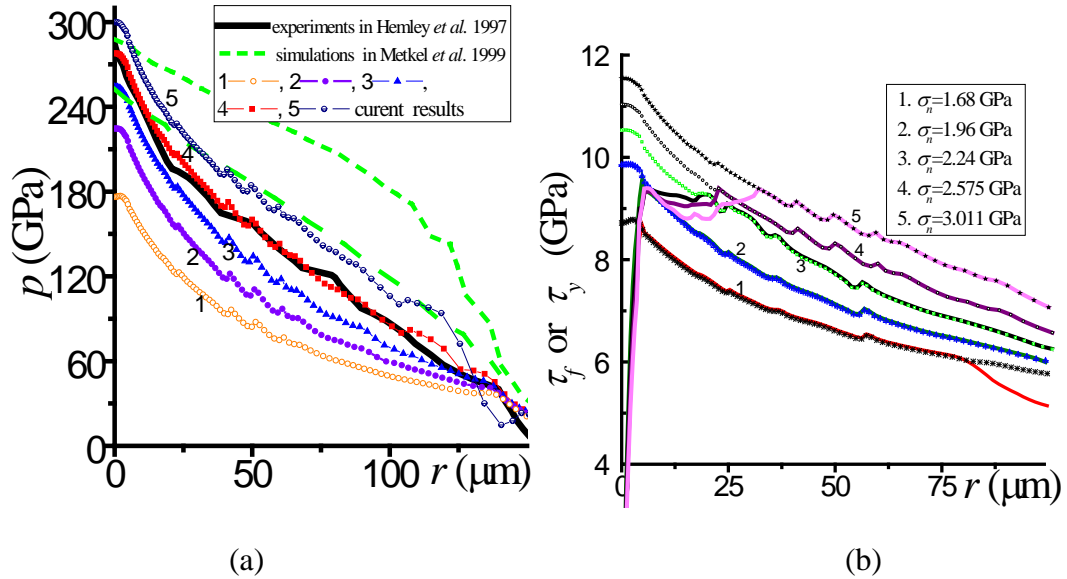 300
240
180
120
60
0
p (GPa)
experiments in Hemley et al. 1997
simulations in Metkel et al. 1999
1 , 2 , 3 ,
4 , 5 curent results
5
4
3
2
1
0 50 100 r (μm)
(a)
12
10
8
6
4
τf or τy (GPa)
1. σn=1.68 GPa
2. σn=1.96 GPa
3. σn=2.24 GPa
4. σn=2.575 GPa
5. σn=3.011 GPa
5
4
3
2
1
0 25 50 75 r (μm)
(b)